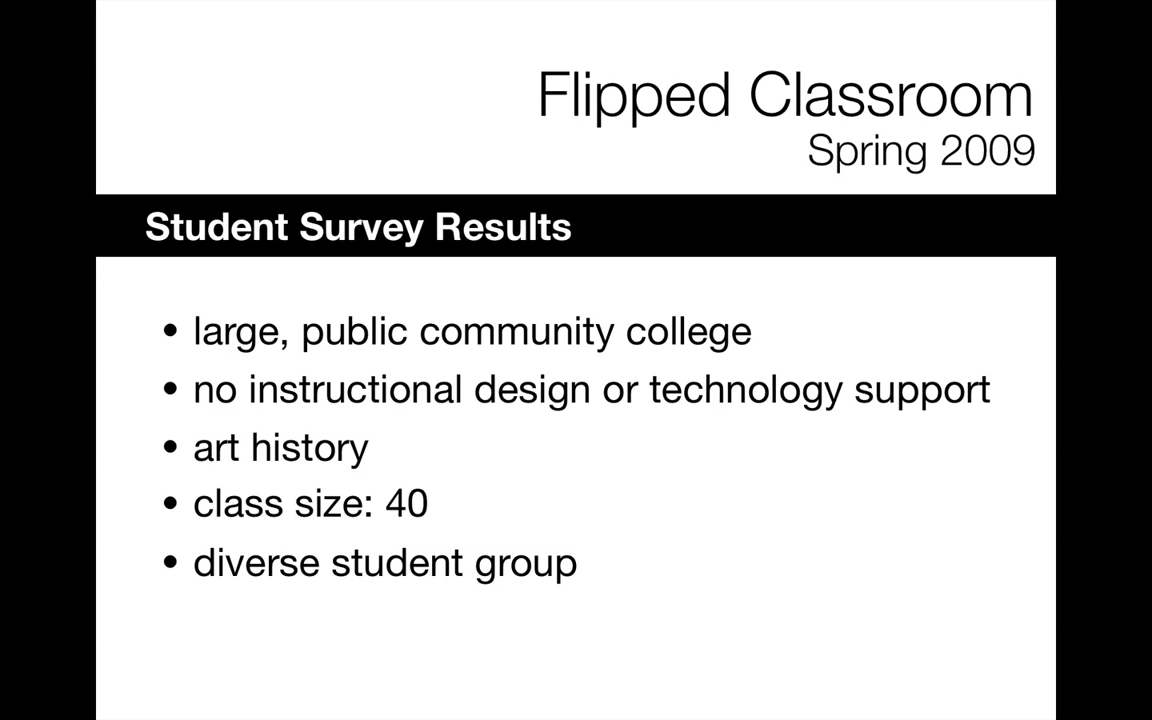 Flipped Classroom
Spring 2009
Student Survey Results
• large, public community college
• no instructional design or technology support
• art history
• class size: 40
• diverse student group